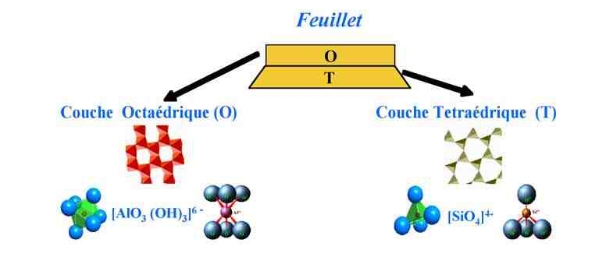 Feuillet
O
T
Couche Octaédrique (O)
Couche Tetraédrique (T)
[AlO₃ (OH)₃]⁶⁻
[SiO₄]⁴⁻